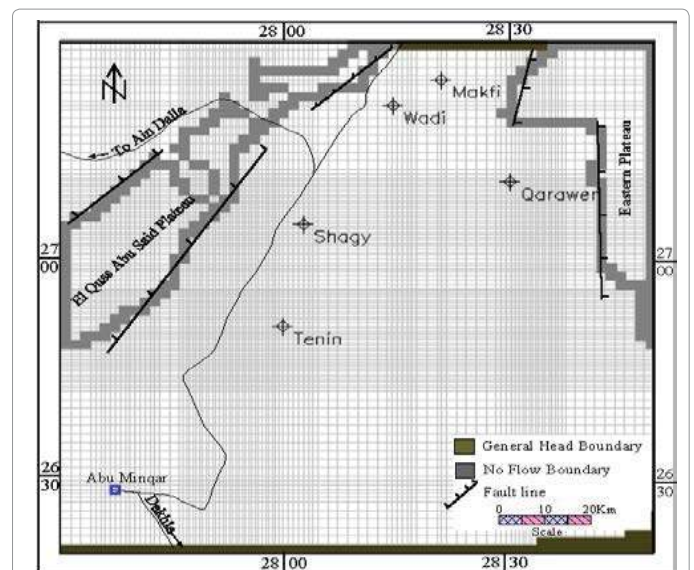 28 00 28 30
N
Makfi
Wadi
To Ain Dalla
Qarawer
Eastern Plateau
El Quss Abu Said Plateau
Shagy
27 00
27 00
Tenin
General Head Boundary
No Flow Boundary
Fault line
0 10 20Km
Scale
26 30
26 30
Abu Minqar
Dakhla
28 00 28 30